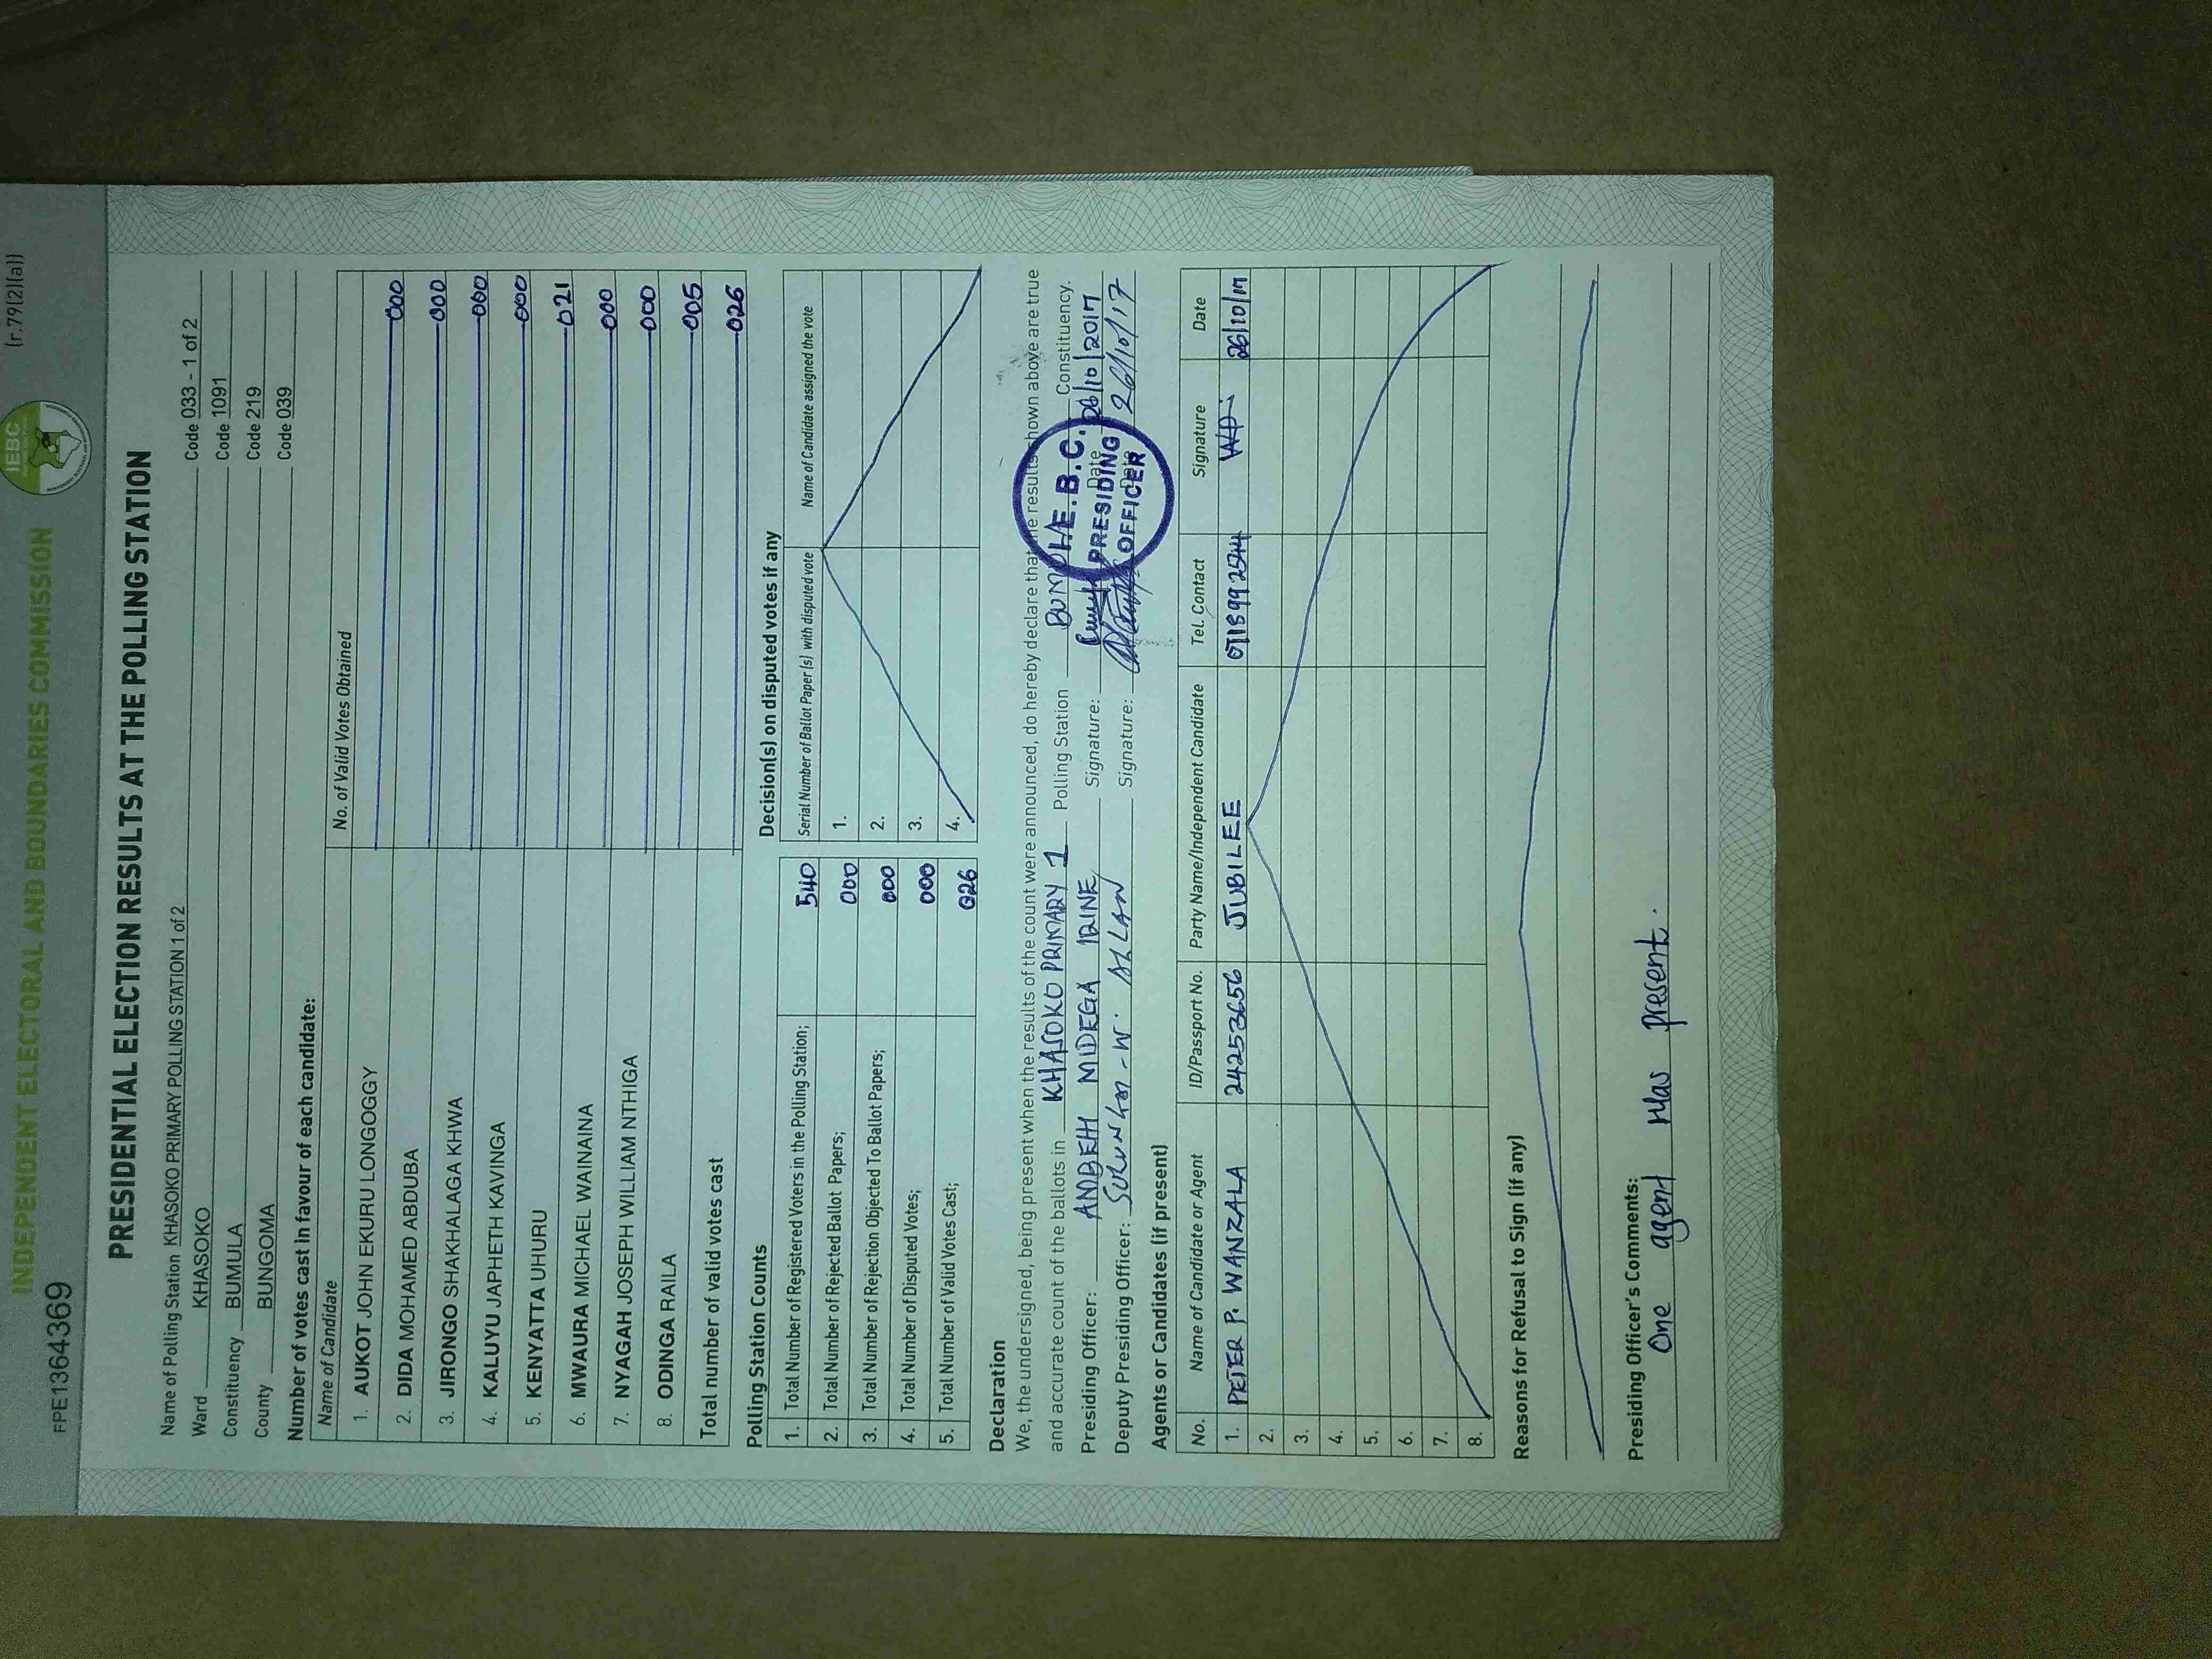 INDEPENDENT ELECTORAL AND BOUNDARIES COMMISSION
IEBC
(r.79(2)(a))
FPE1364369
PRESIDENTIAL ELECTION RESULTS AT THE POLLING STATION
Name of Polling Station KHASOKO PRIMARY POLLING STATION 1 of 2 Code 033 - 1 of 2
Ward KHASOKO Code 1091
Constituency BUMULA Code 219
County BUNGOMA Code 039
Number of votes cast in favour of each candidate:
Name of Candidate No. of Valid Votes Obtained
1. AUKOT JOHN EKURU LONGOGGY 000
2. DIDA MOHAMED ABDUBA 000
3. JIRONGO SHAKHALAGA KHWA 000
4. KALUYU JAPHETH KAVINGA 000
5. KENYATTA UHURU 021
6. MWAURA MICHAEL WAINAINA 000
7. NYAGAH JOSEPH WILLIAM NTHIGA 000
8. ODINGA RAILA 005
Total number of valid votes cast 026
Polling Station Counts
1. Total Number of Registered Voters in the Polling Station; 540
2. Total Number of Rejected Ballot Papers; 000
3. Total Number of Rejection Objected To Ballot Papers; 000
4. Total Number of Disputed Votes; 000
5. Total Number of Valid Votes Cast; 026
Decision(s) on disputed votes if any
Serial Number of Ballot Paper (s) with disputed vote Name of Candidate assigned the vote
1.
2.
3.
4.
Declaration
We, the undersigned, being present when the results of the count were announced, do hereby declare that the results shown above are true
and accurate count of the ballots in KHASOKO PRIMARY 1 Polling Station Constituency.
Presiding Officer: ANDBEHI MIDEGA IRINE Signature: Date 26/10/2017
Deputy Presiding Officer: ALLAN Signature: Date 26/10/17
I.E.B.C.
PRESIDING
OFFICER
Agents or Candidates (if present)
No. Name of Candidate or Agent ID/Passport No. Party Name/Independent Candidate Tel. Contact Signature Date
1. PETER P. WANZALA 24253656 JUBILEE 26/10/17
2.
3.
4.
5.
6.
7.
8.
Reasons for Refusal to Sign (if any)
Presiding Officer's Comments:
One agent was present.